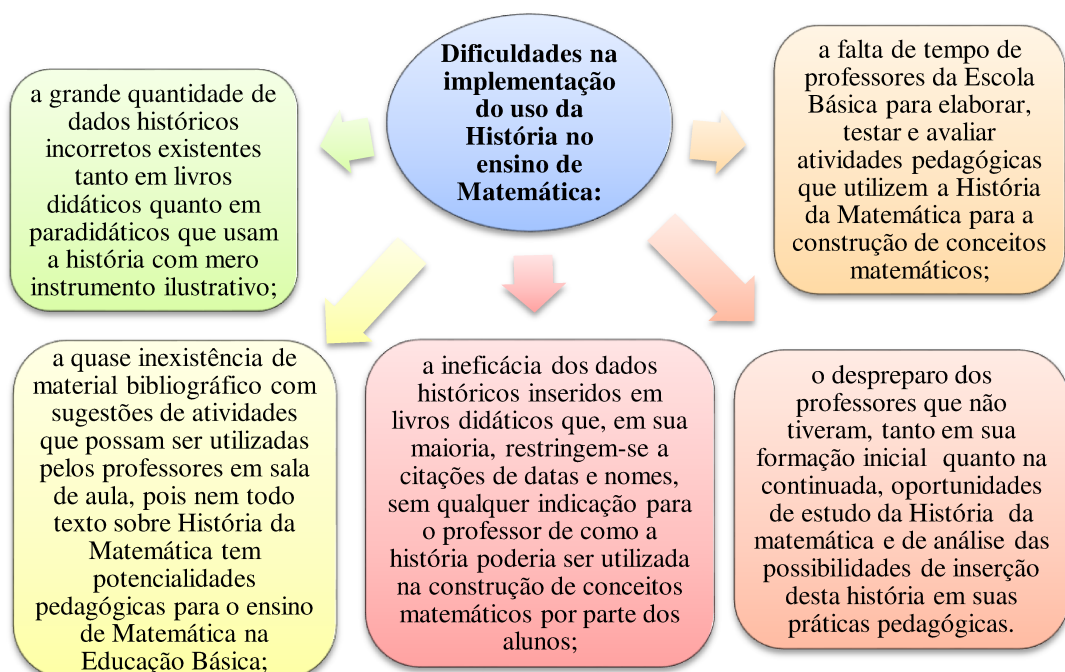 Dificuldades na
implementação
do uso da
História no
ensino de
Matemática:
a grande quantidade de
dados históricos
incorretos existentes
tanto em livros
didáticos quanto em
paradidáticos que usam
a história com mero
instrumento ilustrativo;
a falta de tempo de
professores da Escola
Básica para elaborar,
testar e avaliar
atividades pedagógicas
que utilizem a História
da Matemática para a
construção de conceitos
matemáticos;
a quase inexistência de
material bibliográfico com
sugestões de atividades
que possam ser utilizadas
pelos professores em sala
de aula, pois nem todo
texto sobre História da
Matemática tem
potencialidades
pedagógicas para o ensino
de Matemática na
Educação Básica;
a ineficácia dos dados
históricos inseridos em
livros didáticos que, em sua
maioria, restringem-se a
citações de datas e nomes,
sem qualquer indicação para
o professor de como a
história poderia ser utilizada
na construção de conceitos
matemáticos por parte dos
alunos;
o despreparo dos
professores que não
tiveram, tanto em sua
formação inicial quanto na
continuada, oportunidades
de estudo da História da
matemática e de análise das
possibilidades de inserção
desta história em suas
práticas pedagógicas.